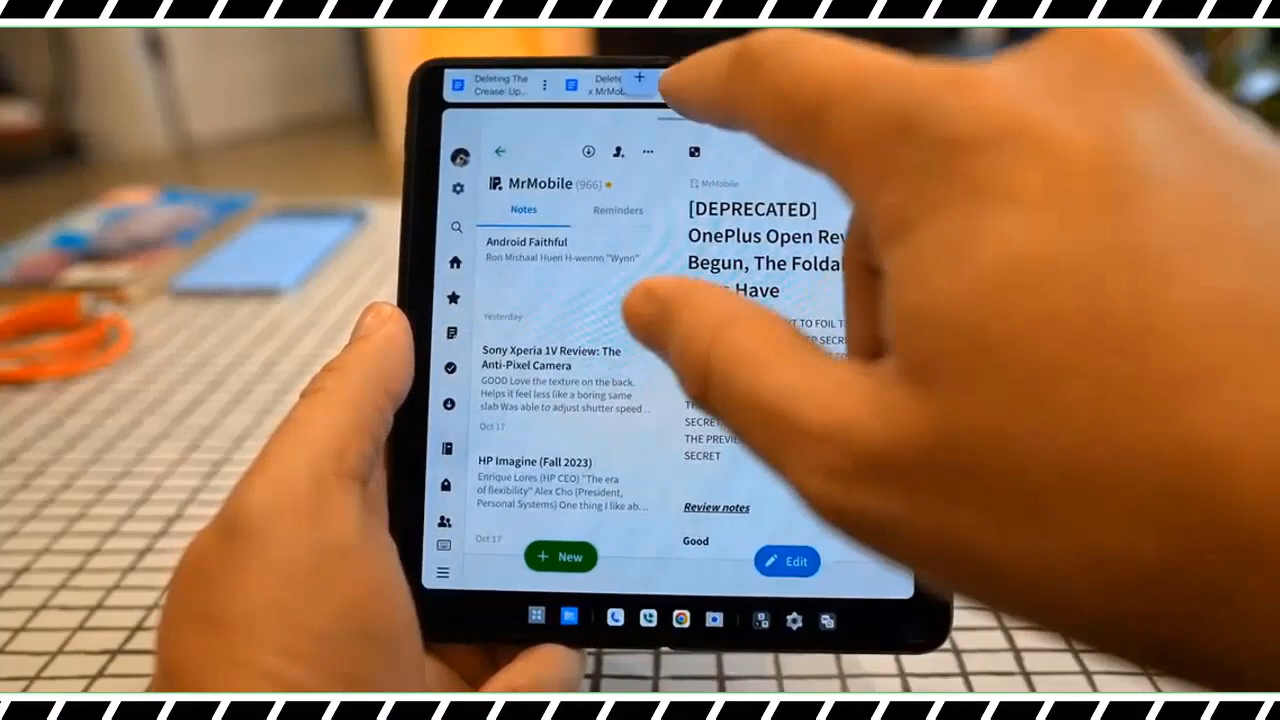 Deleting The
Crease: Up...
Delete
x MrMob
MrMobile (966)
Notes
Reminders
Android Faithful
Ron Mishaal Huen H-wennn "Wynn"
Yesterday
Sony Xperia 1V Review: The
Anti-Pixel Camera
GOOD Love the texture on the back.
Helps it feel less like a boring same
slab Was able to adjust shutter speed ..
Oct 17
HP Imagine (Fall 2023)
Enrique Lores (HP CEO) "The era
of flexibility" Alex Cho (President,
Personal Systems) One thing I like ab...
Oct 17
+ New
MrMobile
[DEPRECATED]
OnePlus Open Rev
Begun, The Folda
Have
T TO FOIL T
SECRET
THE PREVIE
SECRET
Review notes
Good
Edit